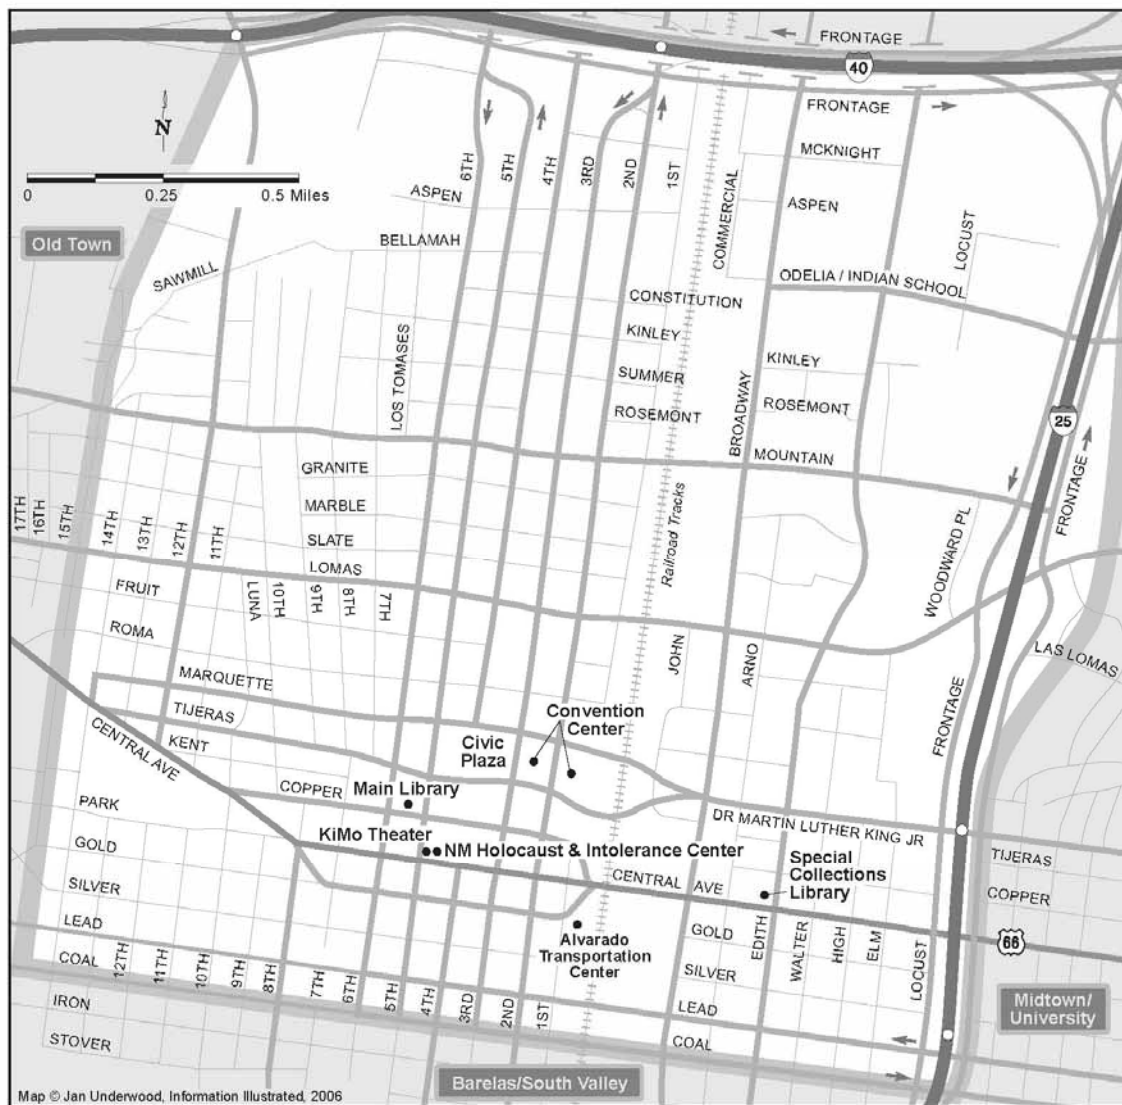 FRONTAGE
40
FRONTAGE
N
0
0.25
0.5 Miles
6TH
5TH
4TH
3RD
2ND
1ST
COMMERCIAL
MCKNIGHT
ASPEN
ASPEN
Old Town
BELLAMAH
SAWMILL
LOCUST
ODELIA / INDIAN SCHOOL
CONSTITUTION
KINLEY
SUMMER
ROSEMONT
LOS TOMASES
BROADWAY
KINLEY
ROSEMONT
MOUNTAIN
25
FRONTAGE
GRANITE
MARBLE
SLATE
LOMAS
17TH
16TH
15TH
14TH
13TH
12TH
11TH
LUNA
10TH
9TH
8TH
7TH
Railroad Tracks
WOODWARD PL
FRUIT
ROMA
MARQUETTE
TIJERAS
KENT
CENTRAL AVE
JOHN
ARNO
LAS LOMAS
FRONTAGE
Convention
Center
Civic
Plaza
COPPER
Main Library
KiMo Theater
NM Holocaust & Intolerance Center
DR MARTIN LUTHER KING JR
TIJERAS
COPPER
PARK
GOLD
SILVER
LEAD
COAL
IRON
STOVER
CENTRAL AVE
Special
Collections
Library
66
Alvarado
Transportation
Center
GOLD
SILVER
LEAD
COAL
EDITH
WALTER
HIGH
ELM
LOCUST
12TH
11TH
10TH
9TH
8TH
7TH
6TH
5TH
4TH
3RD
2ND
1ST
Midtown/
University
Barelas/South Valley
Map © Jan Underwood, Information Illustrated, 2006